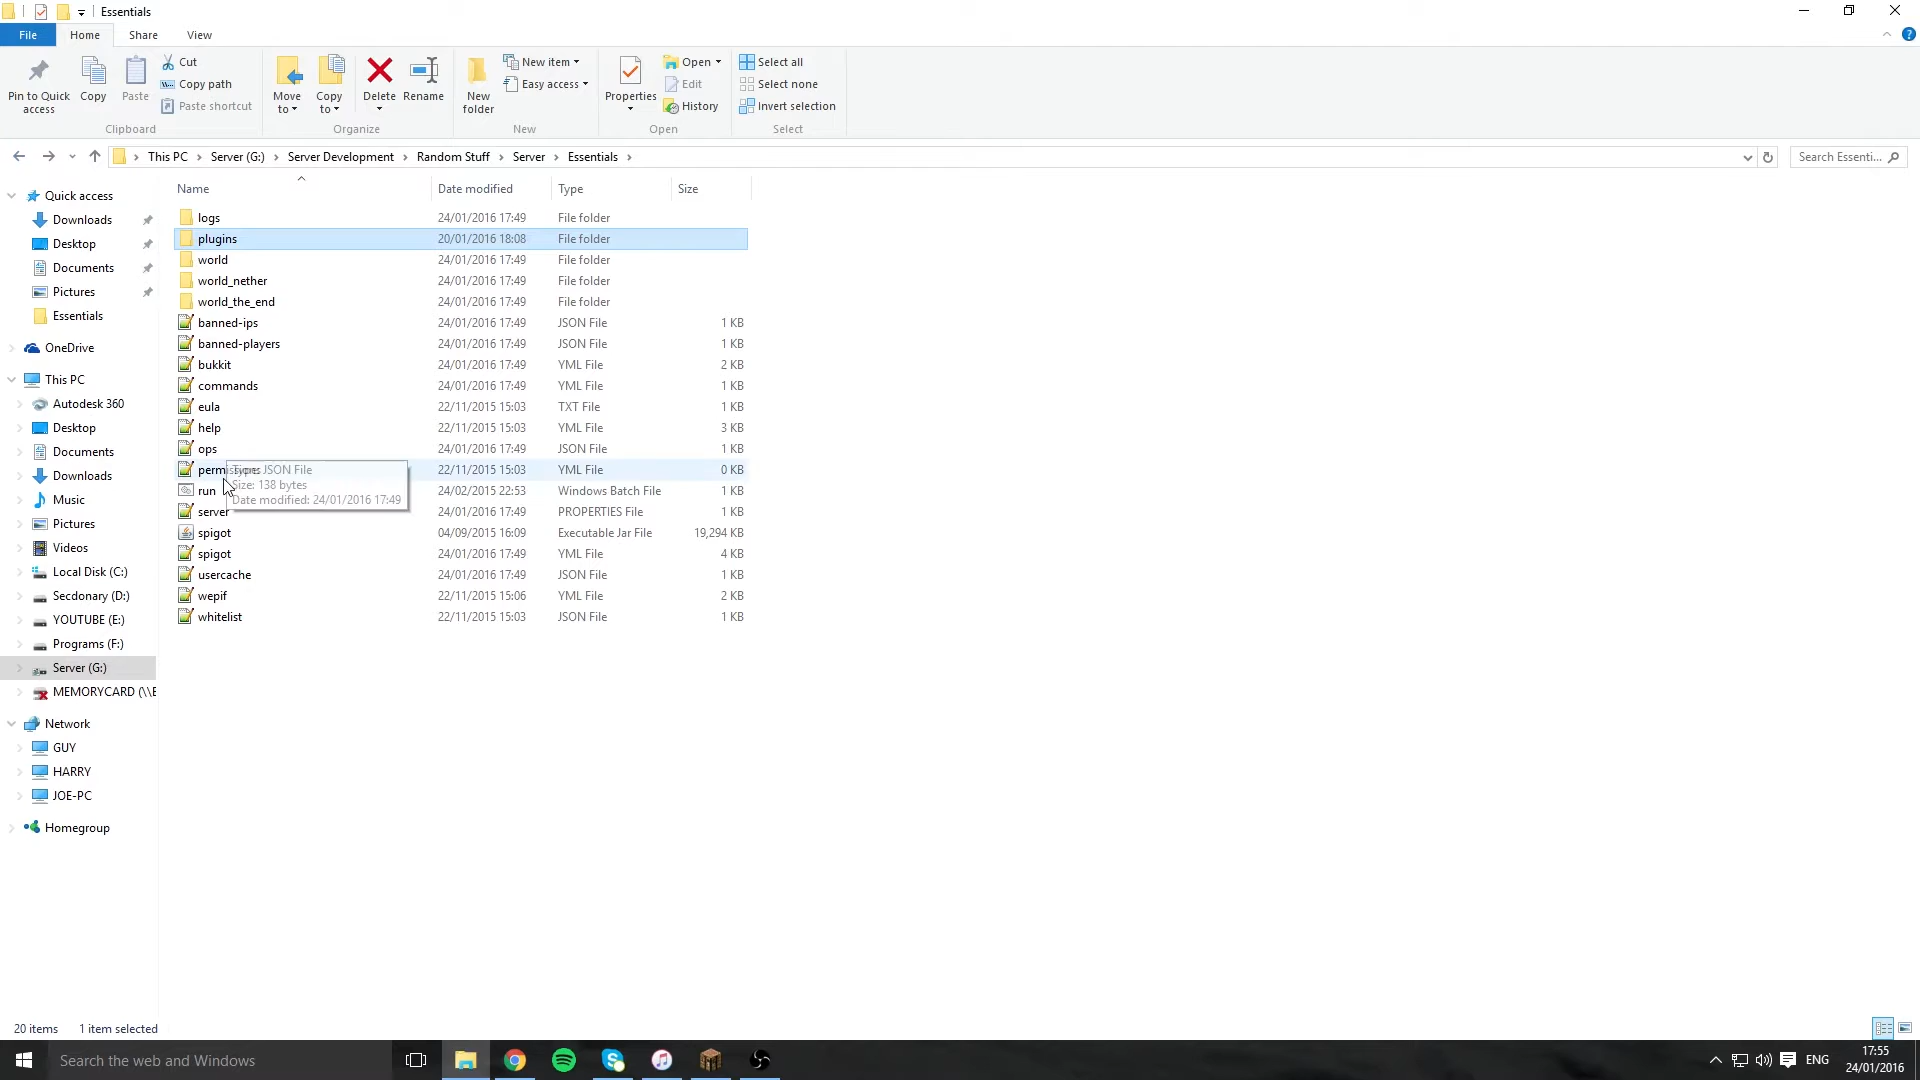 Essentials
File Home Share View
Pin to Quick access
Copy
Paste
Cut
Copy path
Paste shortcut
Clipboard
Move to
Copy to
Delete
Rename
Organize
New folder
New item
Easy access
New
Properties
Open
Edit
History
Open
Select all
Select none
Invert selection
Select
This PC Server (G:) Server Development Random Stuff Server Essentials
Search Essenti...
Quick access
Downloads
Desktop
Documents
Pictures
Essentials
OneDrive
This PC
Autodesk 360
Desktop
Documents
Downloads
Music
Pictures
Videos
Local Disk (C:)
Secdonary (D:)
YOUTUBE (E:)
Programs (F:)
Server (G:)
MEMORYCARD (\\E
Network
GUY
HARRY
JOE-PC
Homegroup
Name Date modified Type Size
logs 24/01/2016 17:49 File folder
plugins 20/01/2016 18:08 File folder
world 24/01/2016 17:49 File folder
world_nether 24/01/2016 17:49 File folder
world_the_end 24/01/2016 17:49 File folder
banned-ips 24/01/2016 17:49 JSON File 1 KB
banned-players 24/01/2016 17:49 JSON File 1 KB
bukkit 24/01/2016 17:49 YML File 2 KB
commands 24/01/2016 17:49 YML File 1 KB
eula 22/11/2015 15:03 TXT File 1 KB
help 22/11/2015 15:03 YML File 3 KB
ops 24/01/2016 17:49 JSON File 1 KB
permissions 22/11/2015 15:03 YML File 0 KB
Type: JSON File
Size: 138 bytes
Date modified: 24/01/2016 17:49
run 24/02/2015 22:53 Windows Batch File 1 KB
server 24/01/2016 17:49 PROPERTIES File 1 KB
spigot 04/09/2015 16:09 Executable Jar File 19,294 KB
spigot 24/01/2016 17:49 YML File 4 KB
usercache 24/01/2016 17:49 JSON File 1 KB
wepif 22/11/2015 15:06 YML File 2 KB
whitelist 22/11/2015 15:03 JSON File 1 KB
20 items 1 item selected
Search the web and Windows
ENG
17:55
24/01/2016